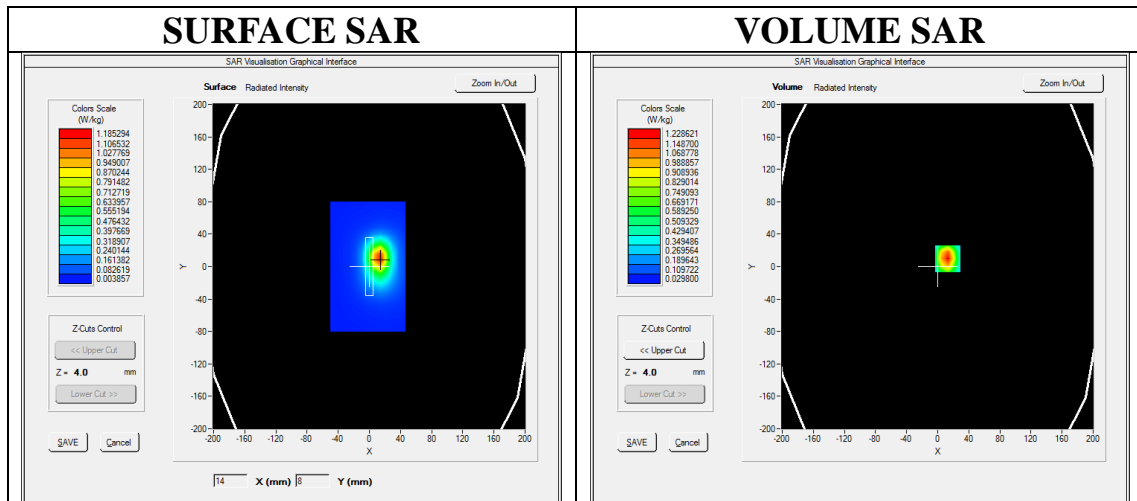 SURFACE SAR
SAR Visualisation Graphical Interface
Surface Radiated Intensity
Zoom In/Out
Colors Scale
(W/kg)
1.185294
1.106532
1.027769
0.949007
0.870244
0.791482
0.712719
0.633957
0.555194
0.476432
0.397669
0.318907
0.240144
0.161382
0.082619
0.003857
Z-Cuts Control
<< Upper Cut
Z = 4.0 mm
Lower Cut >>
SAVE Cancel
200
160
120
80
40
0
-40
-80
-120
-160
-200
Y
-200 -160 -120 -80 -40 0 40 80 120 160 200
X
14 X (mm) 8 Y (mm)
VOLUME SAR
SAR Visualisation Graphical Interface
Volume Radiated Intensity
Zoom In/Out
Colors Scale
(W/kg)
1.228621
1.148700
1.068778
0.988857
0.908936
0.829014
0.749093
0.669171
0.589250
0.509329
0.429407
0.349486
0.269564
0.189643
0.109722
0.029800
Z-Cuts Control
<< Upper Cut
Z = 4.0 mm
Lower Cut >>
SAVE Cancel
200
160
120
80
40
0
-40
-80
-120
-160
-200
Y
-200 -160 -120 -80 -40 0 40 80 120 160 200
X